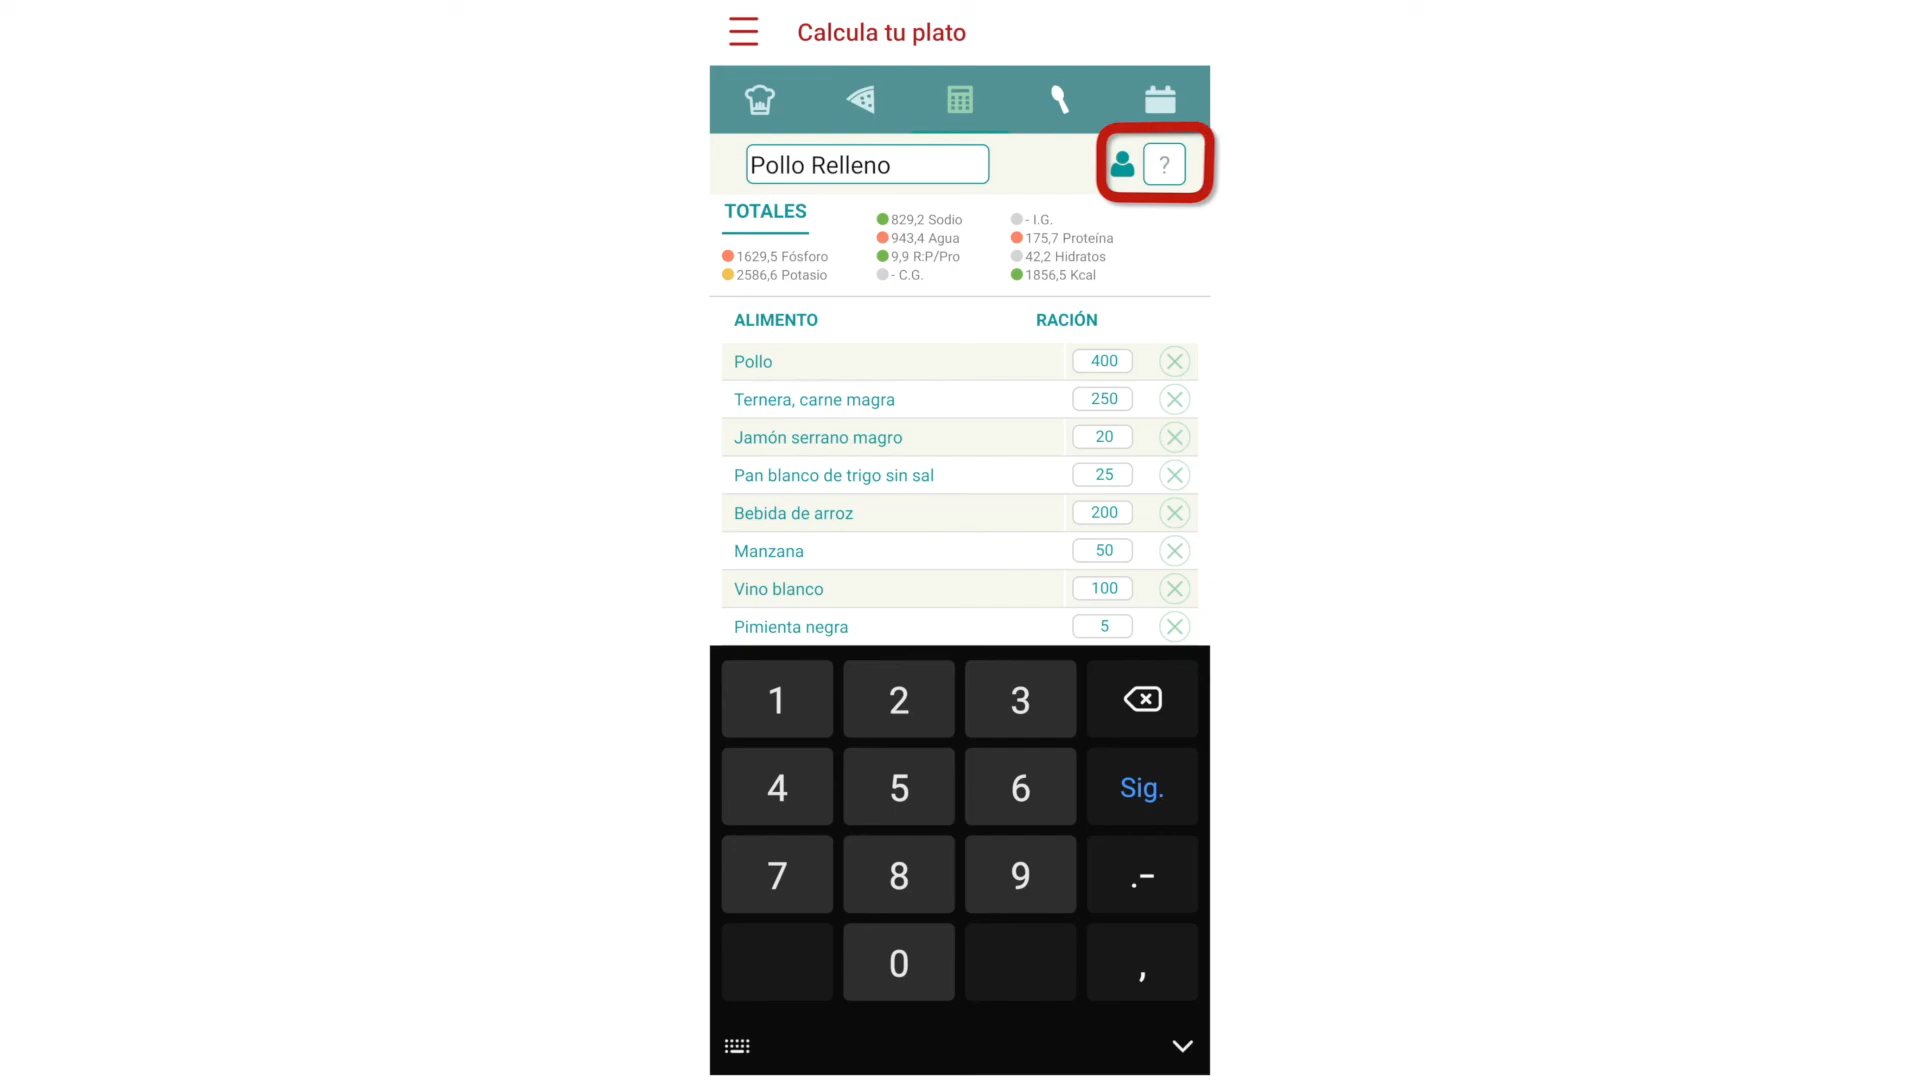 Calcula tu plato
Pollo Relleno ?
TOTALES
829,2 Sodio - I.G.
943,4 Agua 175,7 Proteína
1629,5 Fósforo 9,9 R:P/Pro 42,2 Hidratos
2586,6 Potasio - C.G. 1856,5 Kcal
ALIMENTO RACIÓN
Pollo 400
Ternera, carne magra 250
Jamón serrano magro 20
Pan blanco de trigo sin sal 25
Bebida de arroz 200
Manzana 50
Vino blanco 100
Pimienta negra 5
1 2 3
4 5 6 Sig.
7 8 9 .-
0 ,